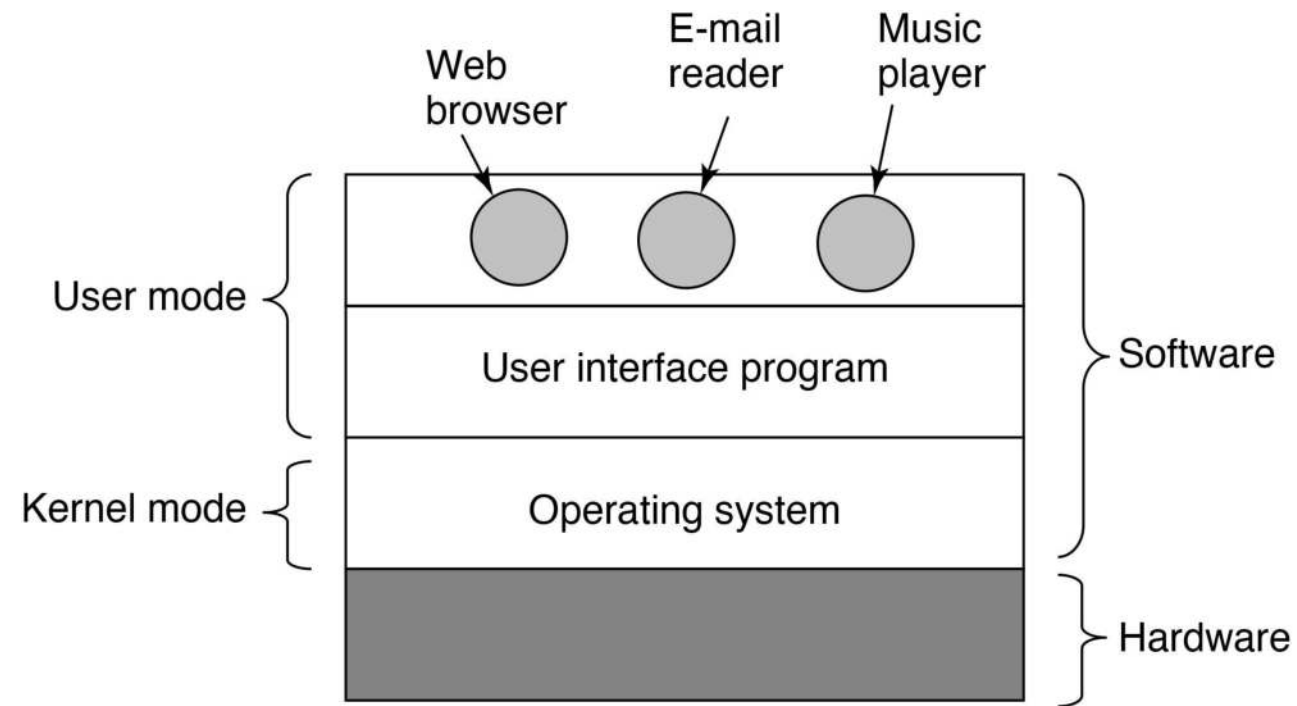 E-mail
reader
Music
player
Web
browser
User mode
User interface program
Software
Kernel mode
Operating system
Hardware